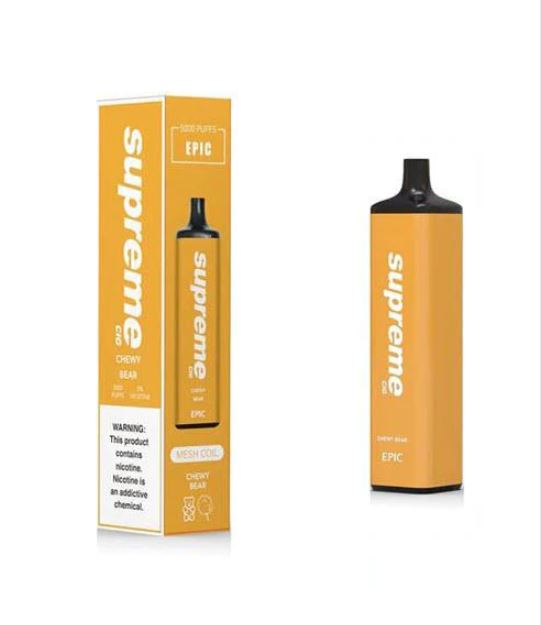 supreme
CIG
CHEWY
BEAR
5000 PUFFS
5% NICOTINE
WARNING:
This product
contains
nicotine.
Nicotine is
an addictive
chemical.
5000 PUFFS
EPIC
supreme
CIG
CHEWY
BEAR
EPIC
MESH COIL
CHEWY
BEAR
supreme
CIG
CHEWY BEAR
EPIC